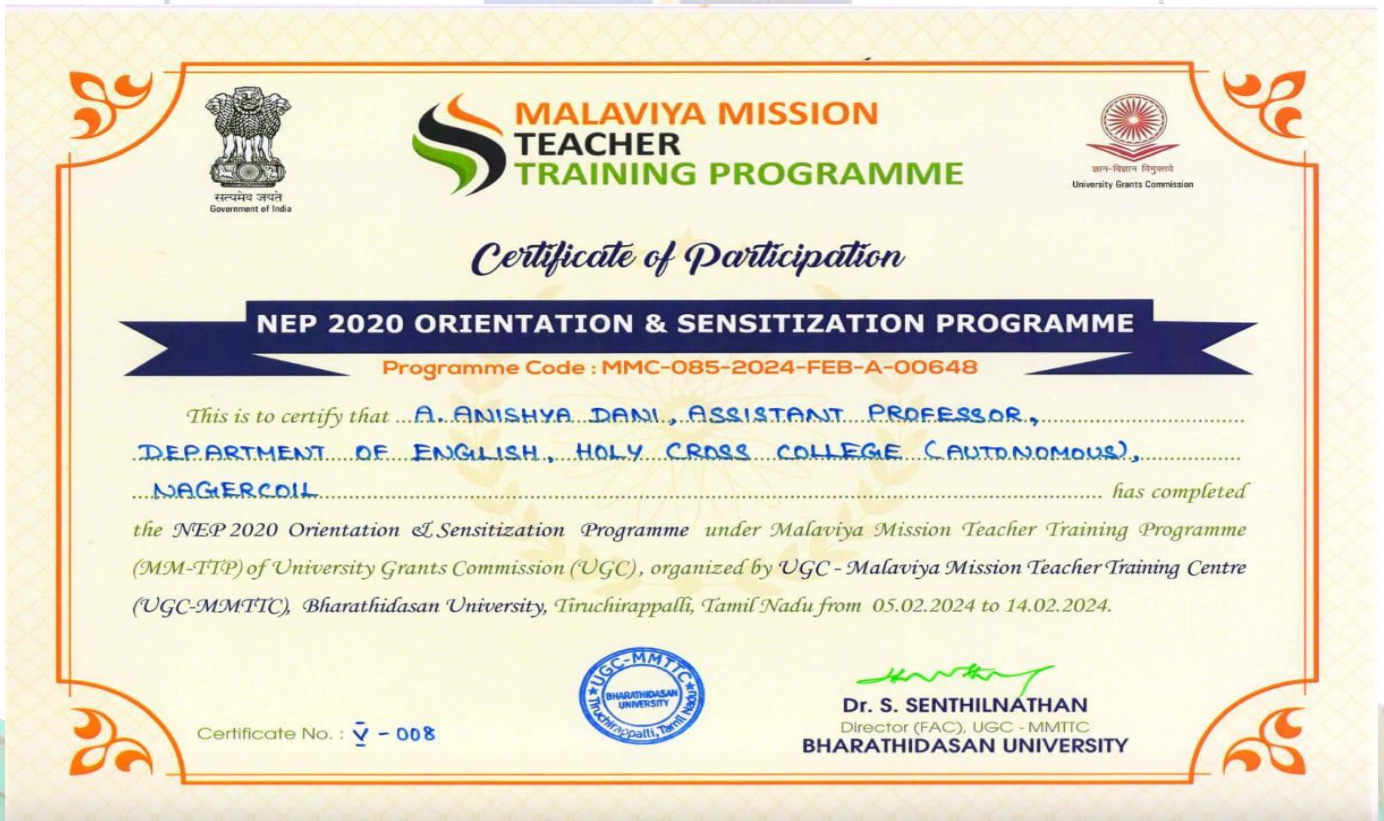 सत्यमेव जयते
Government of India
MALAVIYA MISSION
TEACHER
TRAINING PROGRAMME
ज्ञान-विज्ञान विमुक्तये
University Grants Commission
Certificate of Participation
NEP 2020 ORIENTATION & SENSITIZATION PROGRAMME
Programme Code : MMC-085-2024-FEB-A-00648
This is to certify that ... A. ANISHYA DANI, ASSISTANT PROFESSOR,
DEPARTMENT OF ENGLISH, HOLY CROSS COLLEGE (AUTONOMOUS),
NAGERCOIL ... has completed
the NEP 2020 Orientation & Sensitization Programme under Malaviya Mission Teacher Training Programme
(MM-TTP) of University Grants Commission (UGC), organized by UGC - Malaviya Mission Teacher Training Centre
(UGC-MMTTC), Bharathidasan University, Tiruchirappalli, Tamil Nadu from 05.02.2024 to 14.02.2024.
UGC-MMTTC
BHARATHIDASAN
UNIVERSITY
Tiruchirappalli, Tamil Nadu
Dr. S. SENTHILNATHAN
Director (FAC), UGC - MMTTC
BHARATHIDASAN UNIVERSITY
Certificate No. : V - 008